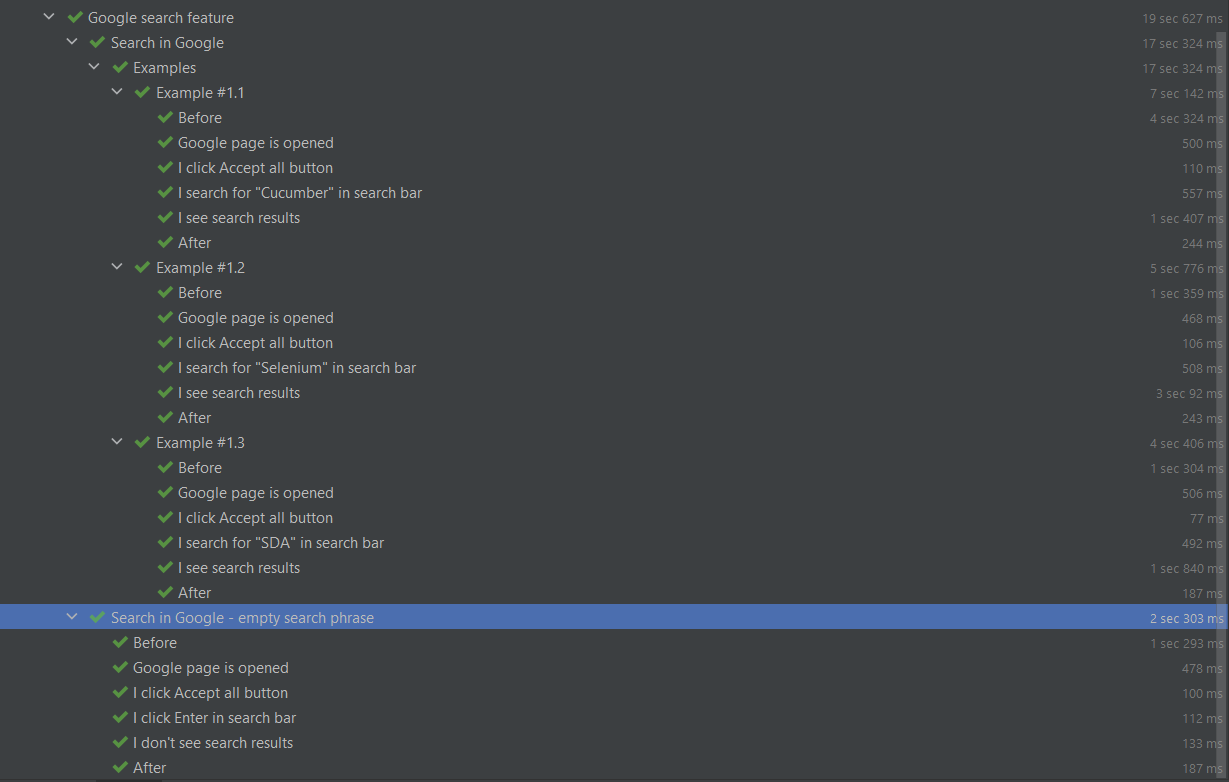 Google search feature 19 sec 627 ms
Search in Google 17 sec 324 ms
Examples 17 sec 324 ms
Example #1.1 7 sec 142 ms
Before 4 sec 324 ms
Google page is opened 500 ms
I click Accept all button 110 ms
I search for "Cucumber" in search bar 557 ms
I see search results 1 sec 407 ms
After 244 ms
Example #1.2 5 sec 776 ms
Before 1 sec 359 ms
Google page is opened 468 ms
I click Accept all button 106 ms
I search for "Selenium" in search bar 508 ms
I see search results 3 sec 92 ms
After 243 ms
Example #1.3 4 sec 406 ms
Before 1 sec 304 ms
Google page is opened 506 ms
I click Accept all button 77 ms
I search for "SDA" in search bar 492 ms
I see search results 1 sec 840 ms
After 187 ms
Search in Google - empty search phrase 2 sec 303 ms
Before 1 sec 293 ms
Google page is opened 478 ms
I click Accept all button 100 ms
I click Enter in search bar 112 ms
I don't see search results 133 ms
After 187 ms